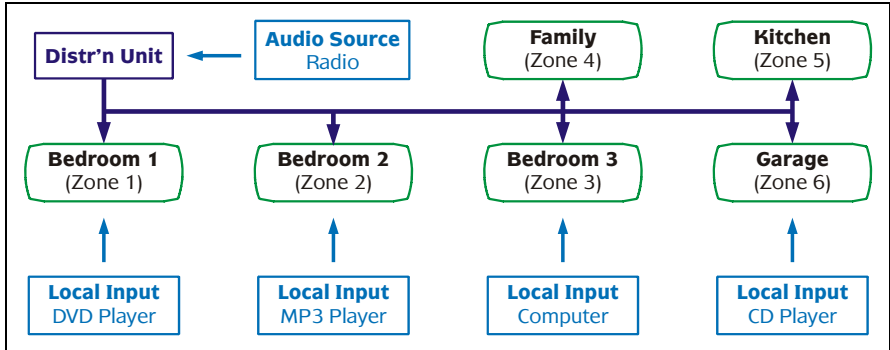 Distr'n Unit
Audio Source
Radio
Family
(Zone 4)
Kitchen
(Zone 5)
Bedroom 1
(Zone 1)
Bedroom 2
(Zone 2)
Bedroom 3
(Zone 3)
Garage
(Zone 6)
Local Input
DVD Player
Local Input
MP3 Player
Local Input
Computer
Local Input
CD Player